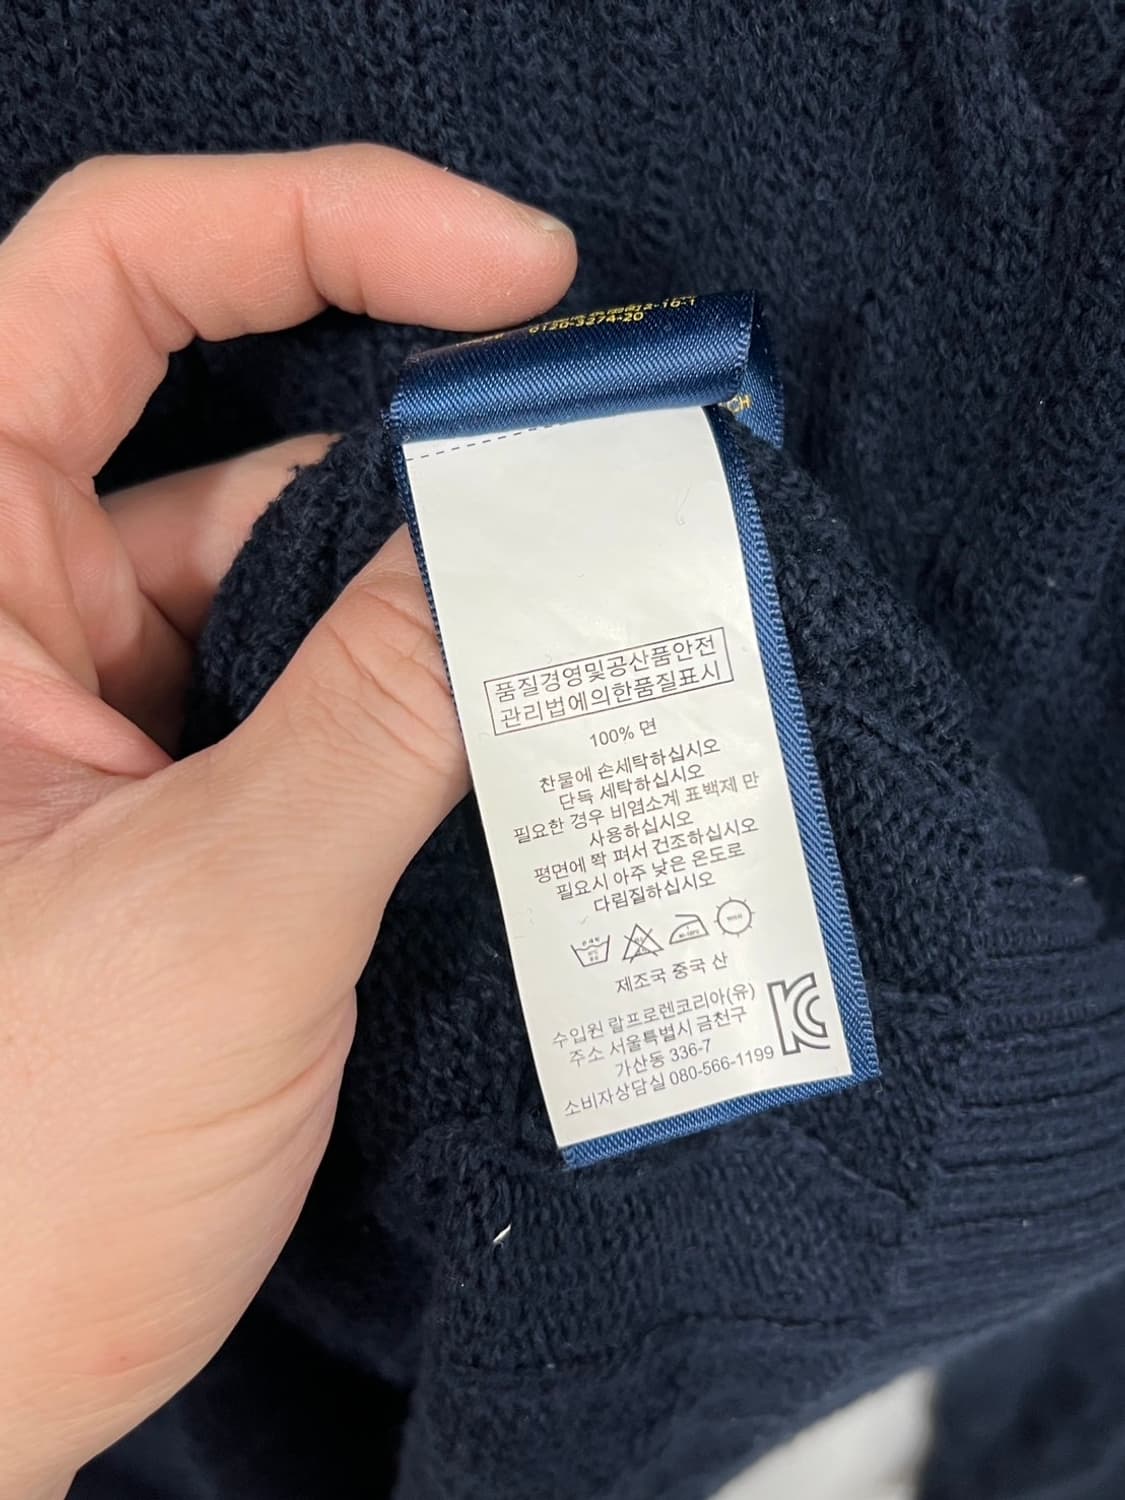 0120-3274-20
CH
품질경영및공산품안전
관리법에의한품질표시
100% 면
찬물에 손세탁하십시오
단독 세탁하십시오
필요한 경우 비염소계 표백제 만
사용하십시오
평면에 쫙 펴서 건조하십시오
필요시 아주 낮은 온도로
다림질하십시오
제조국 중국 산
수입원 랄프로렌코리아(유)
주소 서울특별시 금천구
가산동 336-7
소비자상담실 080-566-1199